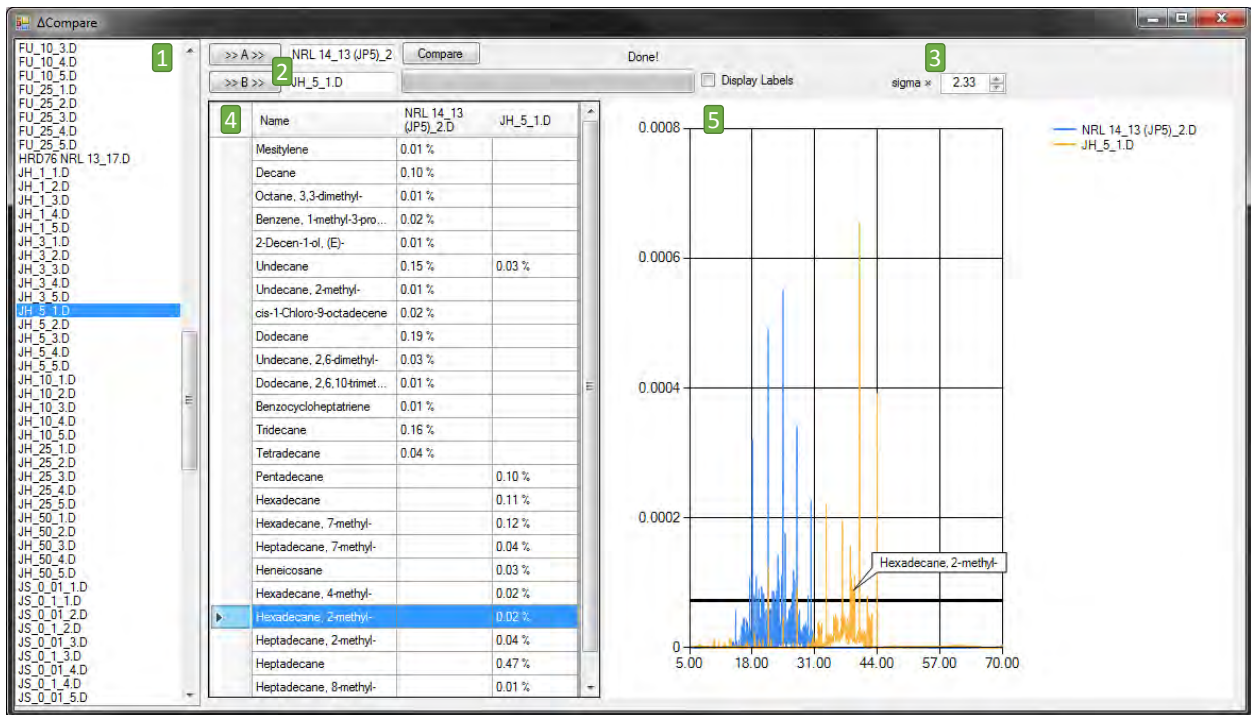 ΔCompare
FU_10_3.D
FU_10_4.D
FU_10_5.D
FU_25_1.D
FU_25_2.D
FU_25_3.D
FU_25_4.D
FU_25_5.D
HRD76 NRL 13_17.D
JH_1_1.D
JH_1_2.D
JH_1_3.D
JH_1_4.D
JH_1_5.D
JH_3_1.D
JH_3_2.D
JH_3_3.D
JH_3_4.D
JH_3_5.D
JH_5_1.D
JH_5_2.D
JH_5_3.D
JH_5_4.D
JH_5_5.D
JH_10_1.D
JH_10_2.D
JH_10_3.D
JH_10_4.D
JH_10_5.D
JH_25_1.D
JH_25_2.D
JH_25_3.D
JH_25_4.D
JH_25_5.D
JH_50_1.D
JH_50_2.D
JH_50_3.D
JH_50_4.D
JH_50_5.D
JS_0_01_1.D
JS_0_1_1.D
JS_0_01_2.D
JS_0_1_2.D
JS_0_01_3.D
JS_0_1_3.D
JS_0_01_4.D
JS_0_1_4.D
JS_0_01_5.D
1
>> A >> NRL 14_13 (JP5)_2 Compare Done!
2
>> B >> JH_5_1.D Display Labels
3
sigma × 2.33
4
Name NRL 14_13 (JP5)_2.D JH_5_1.D
Mesitylene 0.01 %
Decane 0.10 %
Octane, 3,3-dimethyl- 0.01 %
Benzene, 1-methyl-3-pro... 0.02 %
2-Decen-1-ol, (E)- 0.01 %
Undecane 0.15 % 0.03 %
Undecane, 2-methyl- 0.01 %
cis-1-Chloro-9-octadecene 0.02 %
Dodecane 0.19 %
Undecane, 2,6-dimethyl- 0.03 %
Dodecane, 2,6,10-trimet... 0.01 %
Benzocycloheptatriene 0.01 %
Tridecane 0.16 %
Tetradecane 0.04 %
Pentadecane 0.10 %
Hexadecane 0.11 %
Hexadecane, 7-methyl- 0.12 %
Heptadecane, 7-methyl- 0.04 %
Heneicosane 0.03 %
Hexadecane, 4-methyl- 0.02 %
Hexadecane, 2-methyl- 0.02 %
Heptadecane, 2-methyl- 0.04 %
Heptadecane 0.47 %
Heptadecane, 8-methyl- 0.01 %
5
0.0008
0.0006
0.0004
0.0002
0
5.00 18.00 31.00 44.00 57.00 70.00
Hexadecane, 2-methyl-
NRL 14_13 (JP5)_2.D
JH_5_1.D